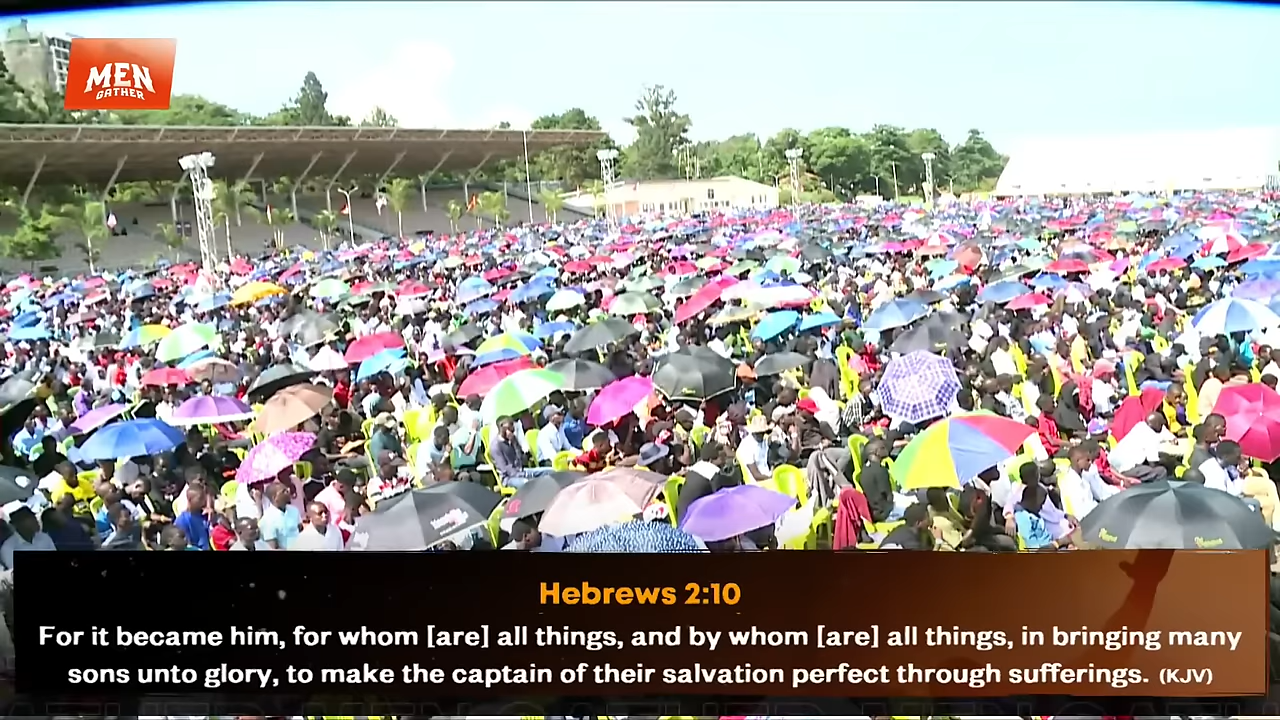 MEN
GATHER
Hebrews 2:10
For it became him, for whom [are] all things, and by whom [are] all things, in bringing many
sons unto glory, to make the captain of their salvation perfect through sufferings. (KJV)